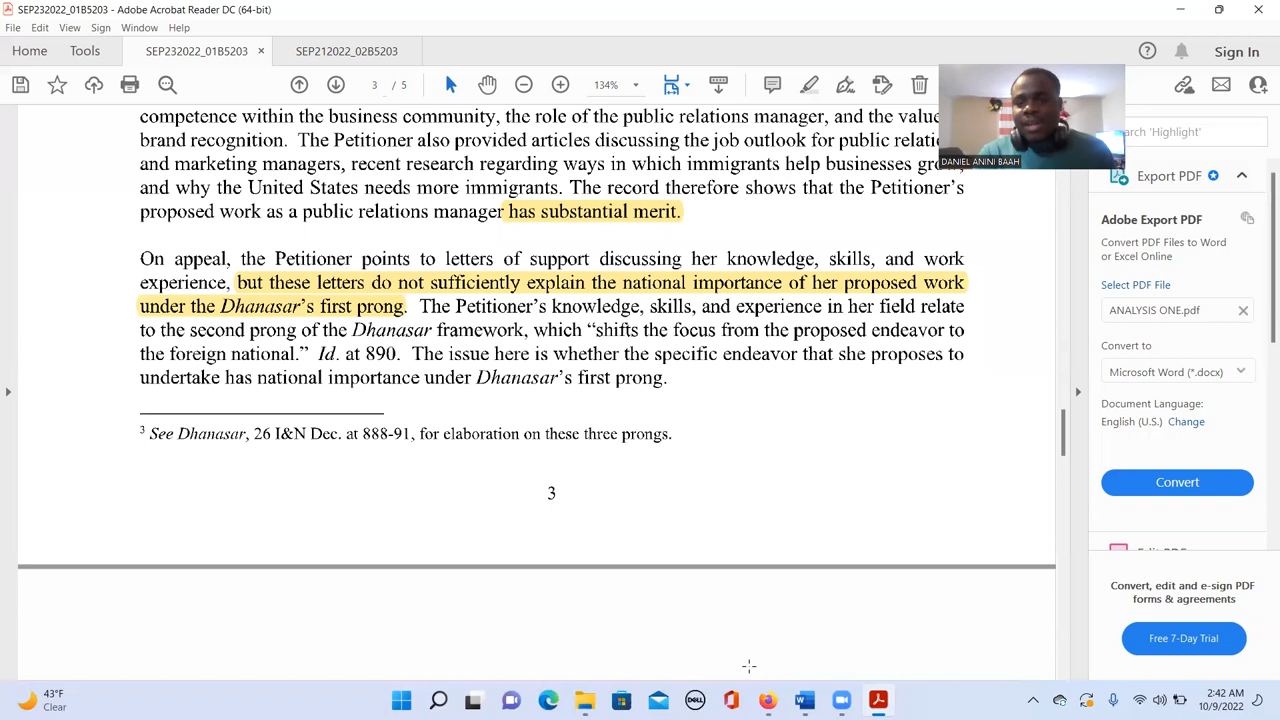 SEP232022_01B5203 - Adobe Acrobat Reader DC (64-bit)
File Edit View Sign Window Help
Home Tools SEP232022_01B5203 × SEP212022_02B5203 Sign In
3 / 5 134%
DANIEL ANINI BAAH
competence within the business community, the role of the public relations manager, and the value
brand recognition. The Petitioner also provided articles discussing the job outlook for public
and marketing managers, recent research regarding ways in which immigrants help businesses
and why the United States needs more immigrants. The record therefore shows that the Petitioner's
proposed work as a public relations manager has substantial merit.
On appeal, the Petitioner points to letters of support discussing her knowledge, skills, and work
experience, but these letters do not sufficiently explain the national importance of her proposed work
under the Dhanasar's first prong. The Petitioner's knowledge, skills, and experience in her field relate
to the second prong of the Dhanasar framework, which “shifts the focus from the proposed endeavor to
the foreign national.” Id. at 890. The issue here is whether the specific endeavor that she proposes to
undertake has national importance under Dhanasar's first prong.
3 See Dhanasar, 26 I&N Dec. at 888-91, for elaboration on these three prongs.
3
'Highlight'
Export PDF
Adobe Export PDF
Convert PDF Files to Word
or Excel Online
Select PDF File
ANALYSIS ONE.pdf
Convert to
Microsoft Word (*.docx)
Document Language:
English (U.S.) Change
Convert
Convert, edit and e-sign PDF
forms & agreements
Free 7-Day Trial
43°F
Clear
DELL
2:42 AM
10/9/2022